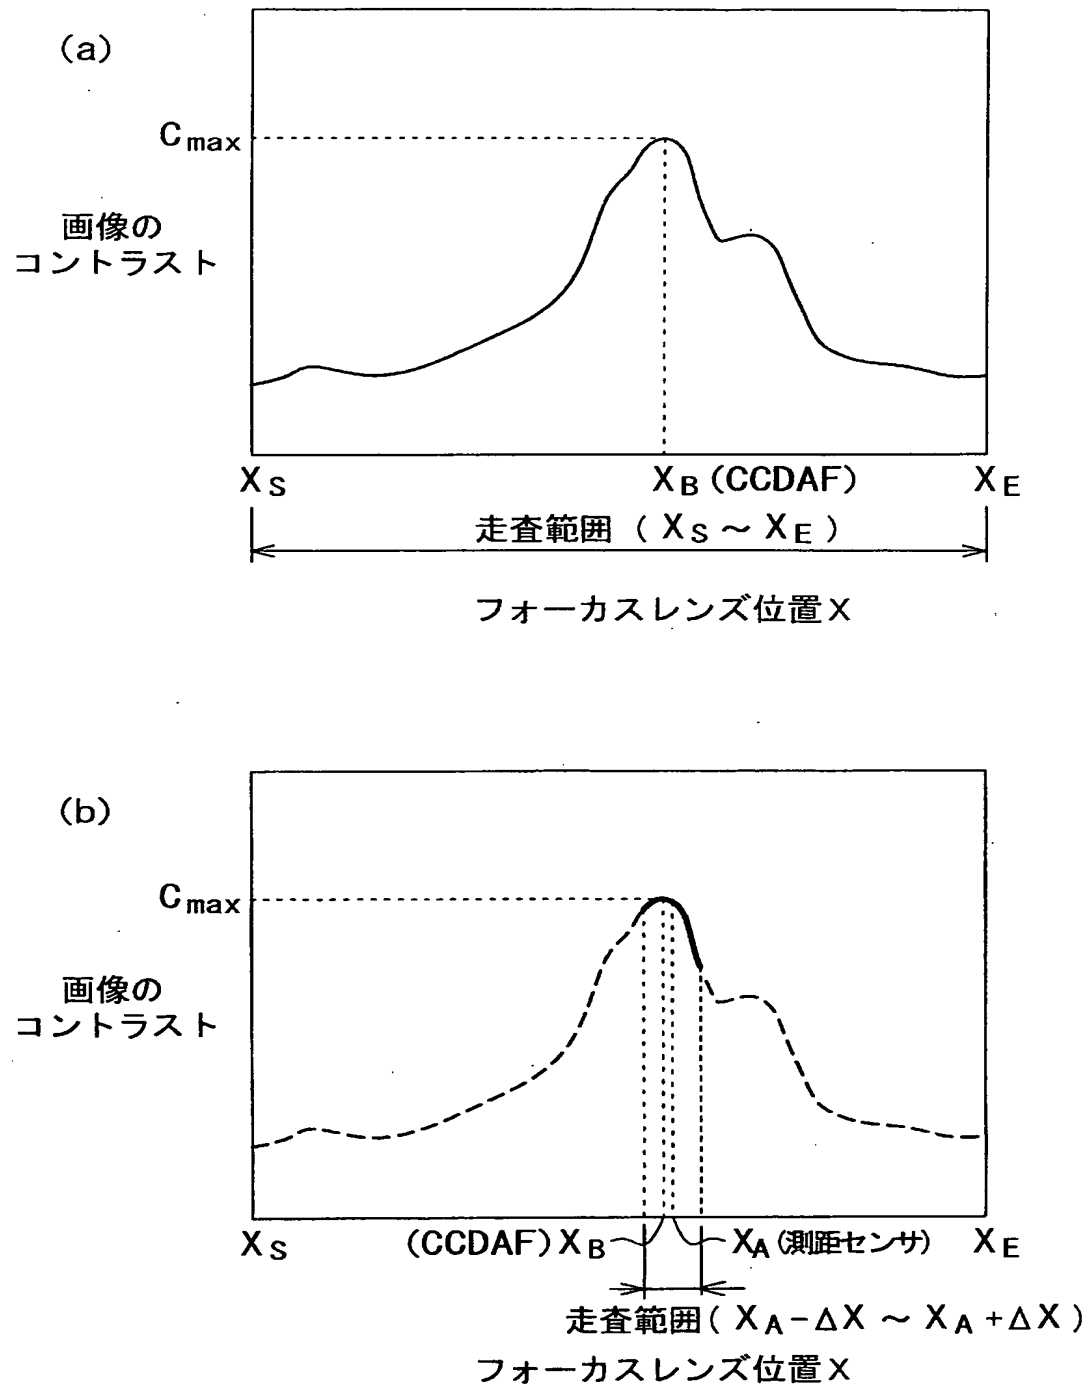 (a)
Cmax
画像の
コントラスト
XS XB (CCDAF) XE
走査範囲 ( XS ～ XE )
フォーカスレンズ位置X
(b)
Cmax
画像の
コントラスト
XS (CCDAF) XB XA (測距センサ) XE
走査範囲 ( XA－ΔX ～ XA＋ΔX )
フォーカスレンズ位置X